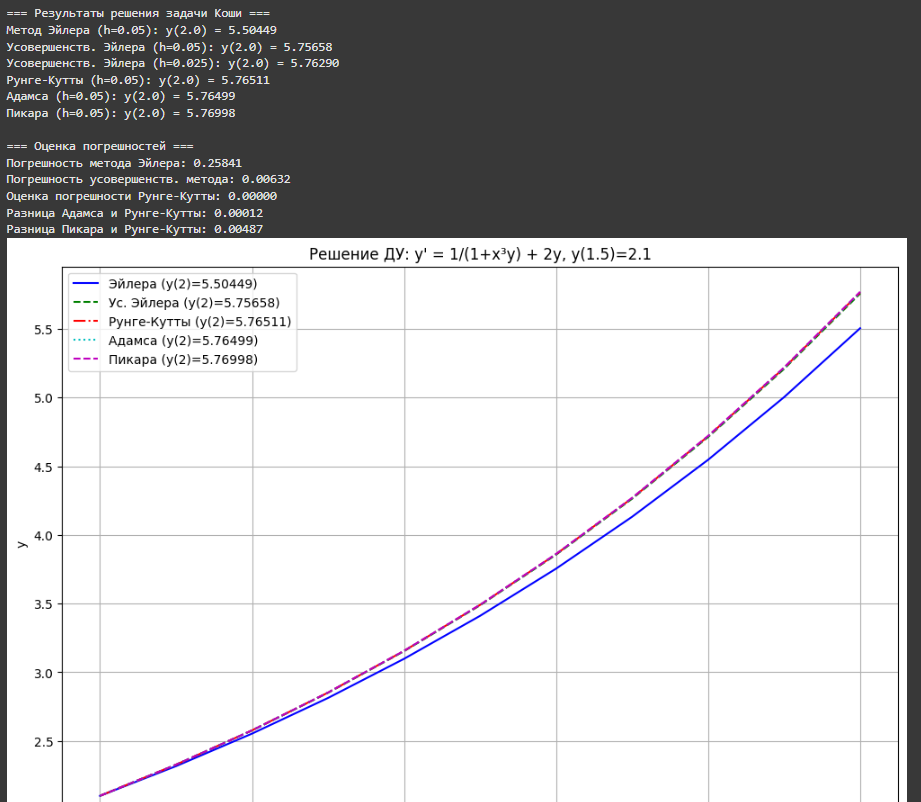 === Результаты решения задачи Коши ===
Метод Эйлера (h=0.05): y(2.0) = 5.50449
Усовершенств. Эйлера (h=0.05): y(2.0) = 5.75658
Усовершенств. Эйлера (h=0.025): y(2.0) = 5.76290
Рунге-Кутты (h=0.05): y(2.0) = 5.76511
Адамса (h=0.05): y(2.0) = 5.76499
Пикара (h=0.05): y(2.0) = 5.76998
=== Оценка погрешностей ===
Погрешность метода Эйлера: 0.25841
Погрешность усовершенств. метода: 0.00632
Оценка погрешности Рунге-Кутты: 0.00000
Разница Адамса и Рунге-Кутты: 0.00012
Разница Пикара и Рунге-Кутты: 0.00487
Решение ДУ: y' = 1/(1+x³y) + 2y, y(1.5)=2.1
Эйлера (y(2)=5.50449)
Ус. Эйлера (y(2)=5.75658)
Рунге-Кутты (y(2)=5.76511)
Адамса (y(2)=5.76499)
Пикара (y(2)=5.76998)
5.5
5.0
4.5
4.0
y
3.5
3.0
2.5